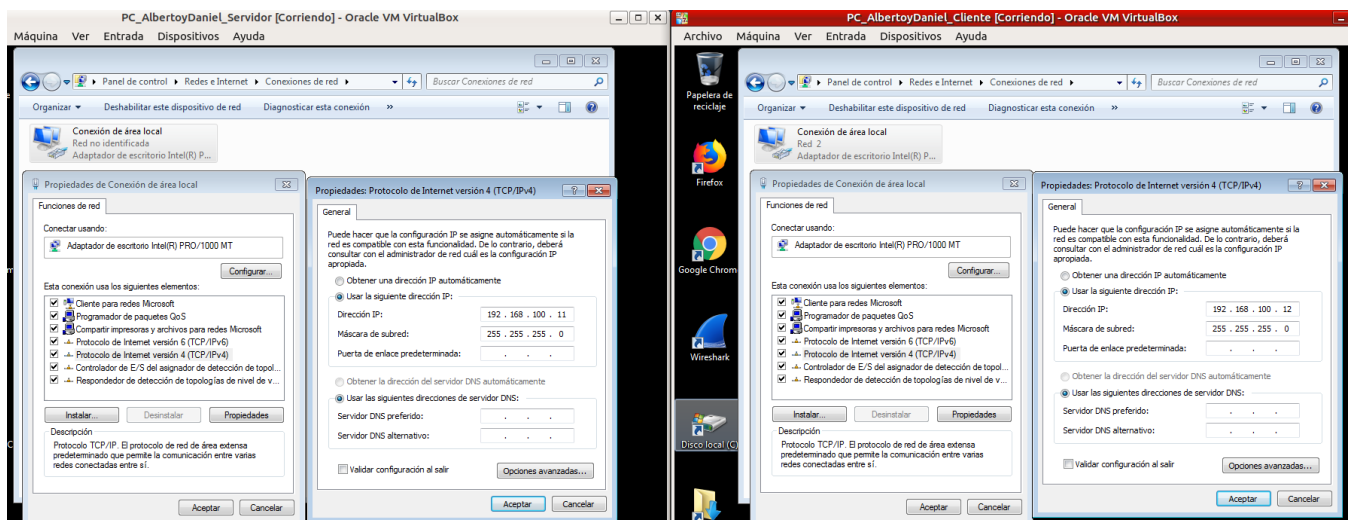 PC_AlbertoyDaniel_Servidor [Corriendo] - Oracle VM VirtualBox
Máquina Ver Entrada Dispositivos Ayuda
Panel de control Redes e Internet Conexiones de red
Buscar Conexiones de red
Organizar Deshabilitar este dispositivo de red Diagnosticar esta conexión »
Conexión de área local
Red no identificada
Adaptador de escritorio Intel(R) P...
Propiedades de Conexión de área local
Funciones de red
Conectar usando:
Adaptador de escritorio Intel(R) PRO/1000 MT
Configurar...
Esta conexión usa los siguientes elementos:
Cliente para redes Microsoft
Programador de paquetes QoS
Compartir impresoras y archivos para redes Microsoft
Protocolo de Internet versión 6 (TCP/IPv6)
Protocolo de Internet versión 4 (TCP/IPv4)
Controlador de E/S del asignador de detección de topol...
Respondedor de detección de topologías de nivel de v...
Instalar... Desinstalar Propiedades
Descripción
Protocolo TCP/IP. El protocolo de red de área extensa
predeterminado que permite la comunicación entre varias
redes conectadas entre sí.
Aceptar Cancelar
Propiedades: Protocolo de Internet versión 4 (TCP/IPv4)
General
Puede hacer que la configuración IP se asigne automáticamente si la
red es compatible con esta funcionalidad. De lo contrario, deberá
consultar con el administrador de red cuál es la configuración IP
apropiada.
Obtener una dirección IP automáticamente
Usar la siguiente dirección IP:
Dirección IP: 192 . 168 . 100 . 11
Máscara de subred: 255 . 255 . 255 . 0
Puerta de enlace predeterminada: . . .
Obtener la dirección del servidor DNS automáticamente
Usar las siguientes direcciones de servidor DNS:
Servidor DNS preferido: . . .
Servidor DNS alternativo: . . .
Validar configuración al salir
Opciones avanzadas...
Aceptar Cancelar
PC_AlbertoyDaniel_Cliente [Corriendo] - Oracle VM VirtualBox
Archivo Máquina Ver Entrada Dispositivos Ayuda
Papelera de
reciclaje
Firefox
Google Chrom
Wireshark
Disco local (C)
Panel de control Redes e Internet Conexiones de red
Buscar Conexiones de red
Organizar Deshabilitar este dispositivo de red Diagnosticar esta conexión »
Conexión de área local
Red 2
Adaptador de escritorio Intel(R) P...
Propiedades de Conexión de área local
Funciones de red
Conectar usando:
Adaptador de escritorio Intel(R) PRO/1000 MT
Configurar...
Esta conexión usa los siguientes elementos:
Cliente para redes Microsoft
Programador de paquetes QoS
Compartir impresoras y archivos para redes Microsoft
Protocolo de Internet versión 6 (TCP/IPv6)
Protocolo de Internet versión 4 (TCP/IPv4)
Controlador de E/S del asignador de detección de topol...
Respondedor de detección de topologías de nivel de v...
Instalar... Desinstalar Propiedades
Descripción
Protocolo TCP/IP. El protocolo de red de área extensa
predeterminado que permite la comunicación entre varias
redes conectadas entre sí.
Aceptar Cancelar
Propiedades: Protocolo de Internet versión 4 (TCP/IPv4)
General
Puede hacer que la configuración IP se asigne automáticamente si la
red es compatible con esta funcionalidad. De lo contrario, deberá
consultar con el administrador de red cuál es la configuración IP
apropiada.
Obtener una dirección IP automáticamente
Usar la siguiente dirección IP:
Dirección IP: 192 . 168 . 100 . 12
Máscara de subred: 255 . 255 . 255 . 0
Puerta de enlace predeterminada: . . .
Obtener la dirección del servidor DNS automáticamente
Usar las siguientes direcciones de servidor DNS:
Servidor DNS preferido: . . .
Servidor DNS alternativo: . . .
Validar configuración al salir
Opciones avanzadas...
Aceptar Cancelar